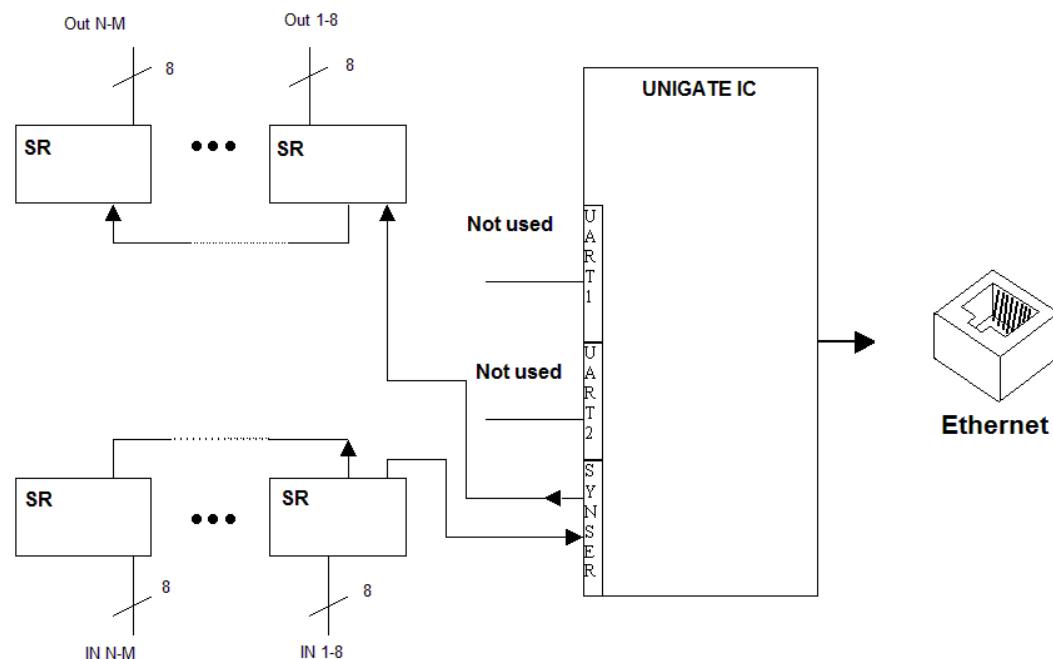 Out N-M
Out 1-8
8
8
UNIGATE IC
SR
SR
Not used
UART1
Not used
UART2
Ethernet
SR
SR
SYNSER
8
8
IN N-M
IN 1-8